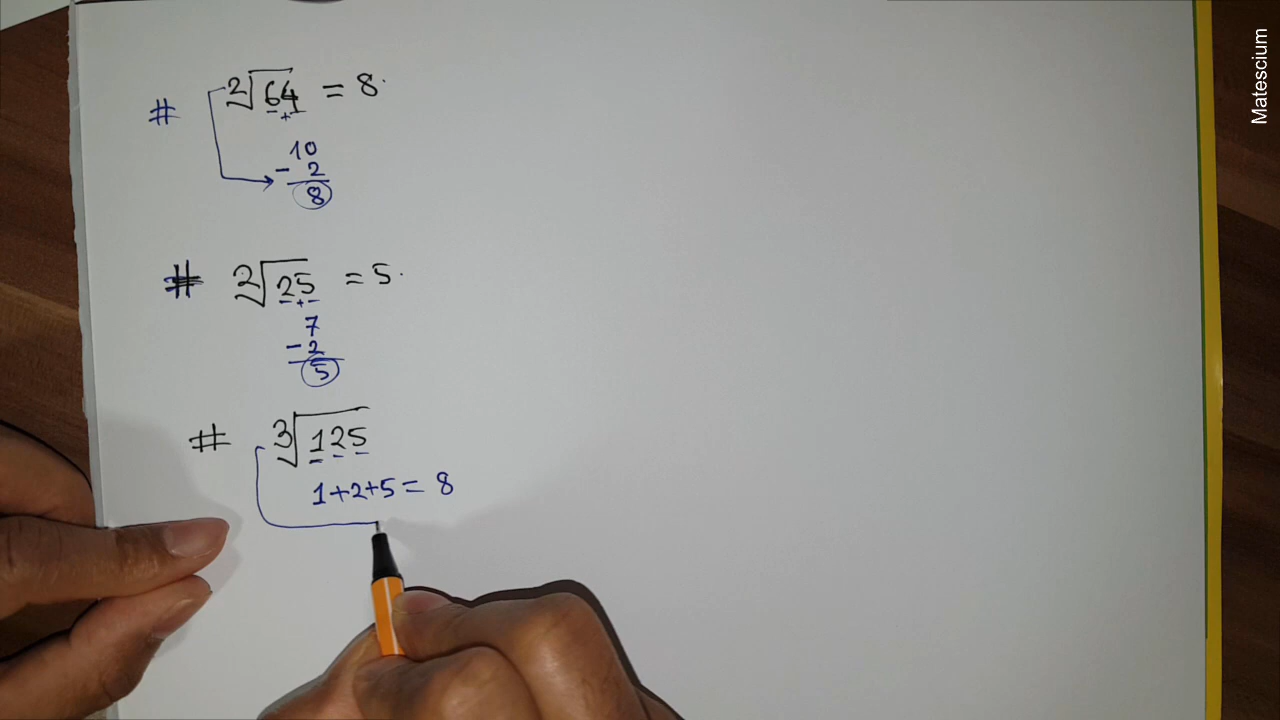 # ²√64 = 8.
10
- 2
8
# ²√25 = 5.
7
- 2
5
# ³√125
1+2+5 = 8
Matescium